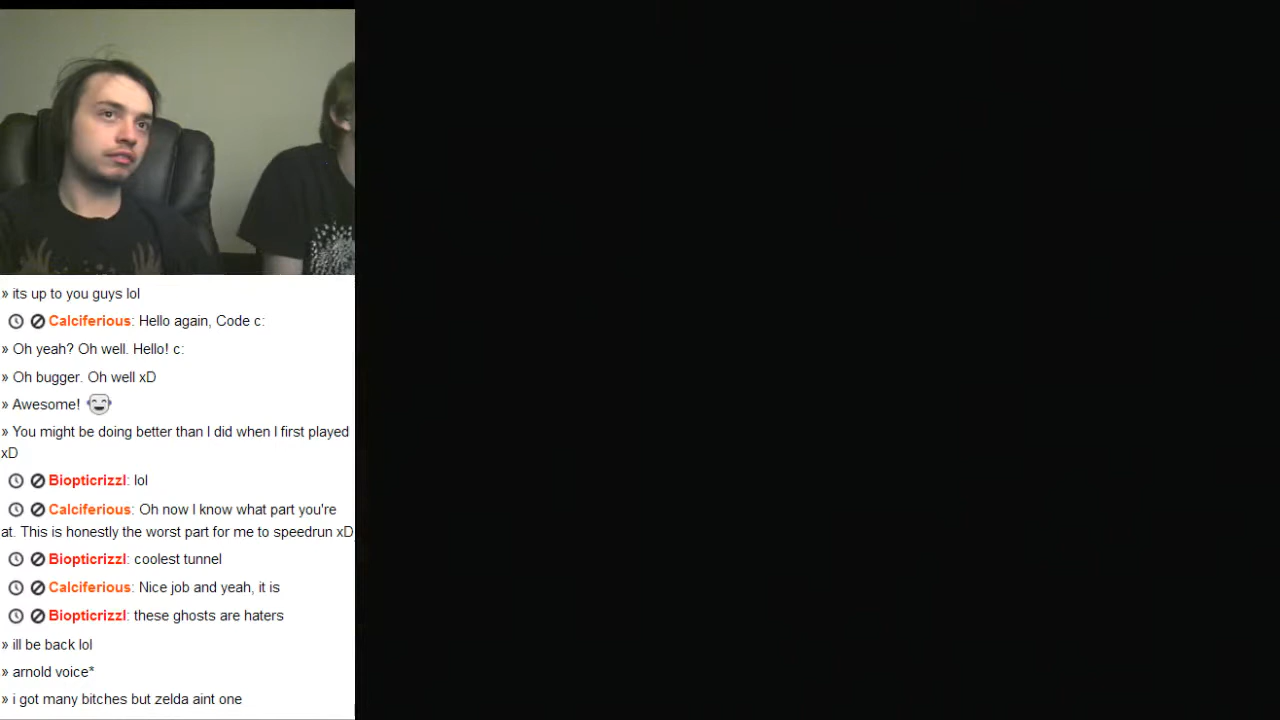 » its up to you guys lol
Calciferious: Hello again, Code c:
» Oh yeah? Oh well. Hello! c:
» Oh bugger. Oh well xD
» Awesome!
» You might be doing better than I did when I first played
xD
Biopticrizzl: lol
Calciferious: Oh now I know what part you're
at. This is honestly the worst part for me to speedrun xD
Biopticrizzl: coolest tunnel
Calciferious: Nice job and yeah, it is
Biopticrizzl: these ghosts are haters
» ill be back lol
» arnold voice*
» i got many bitches but zelda aint one